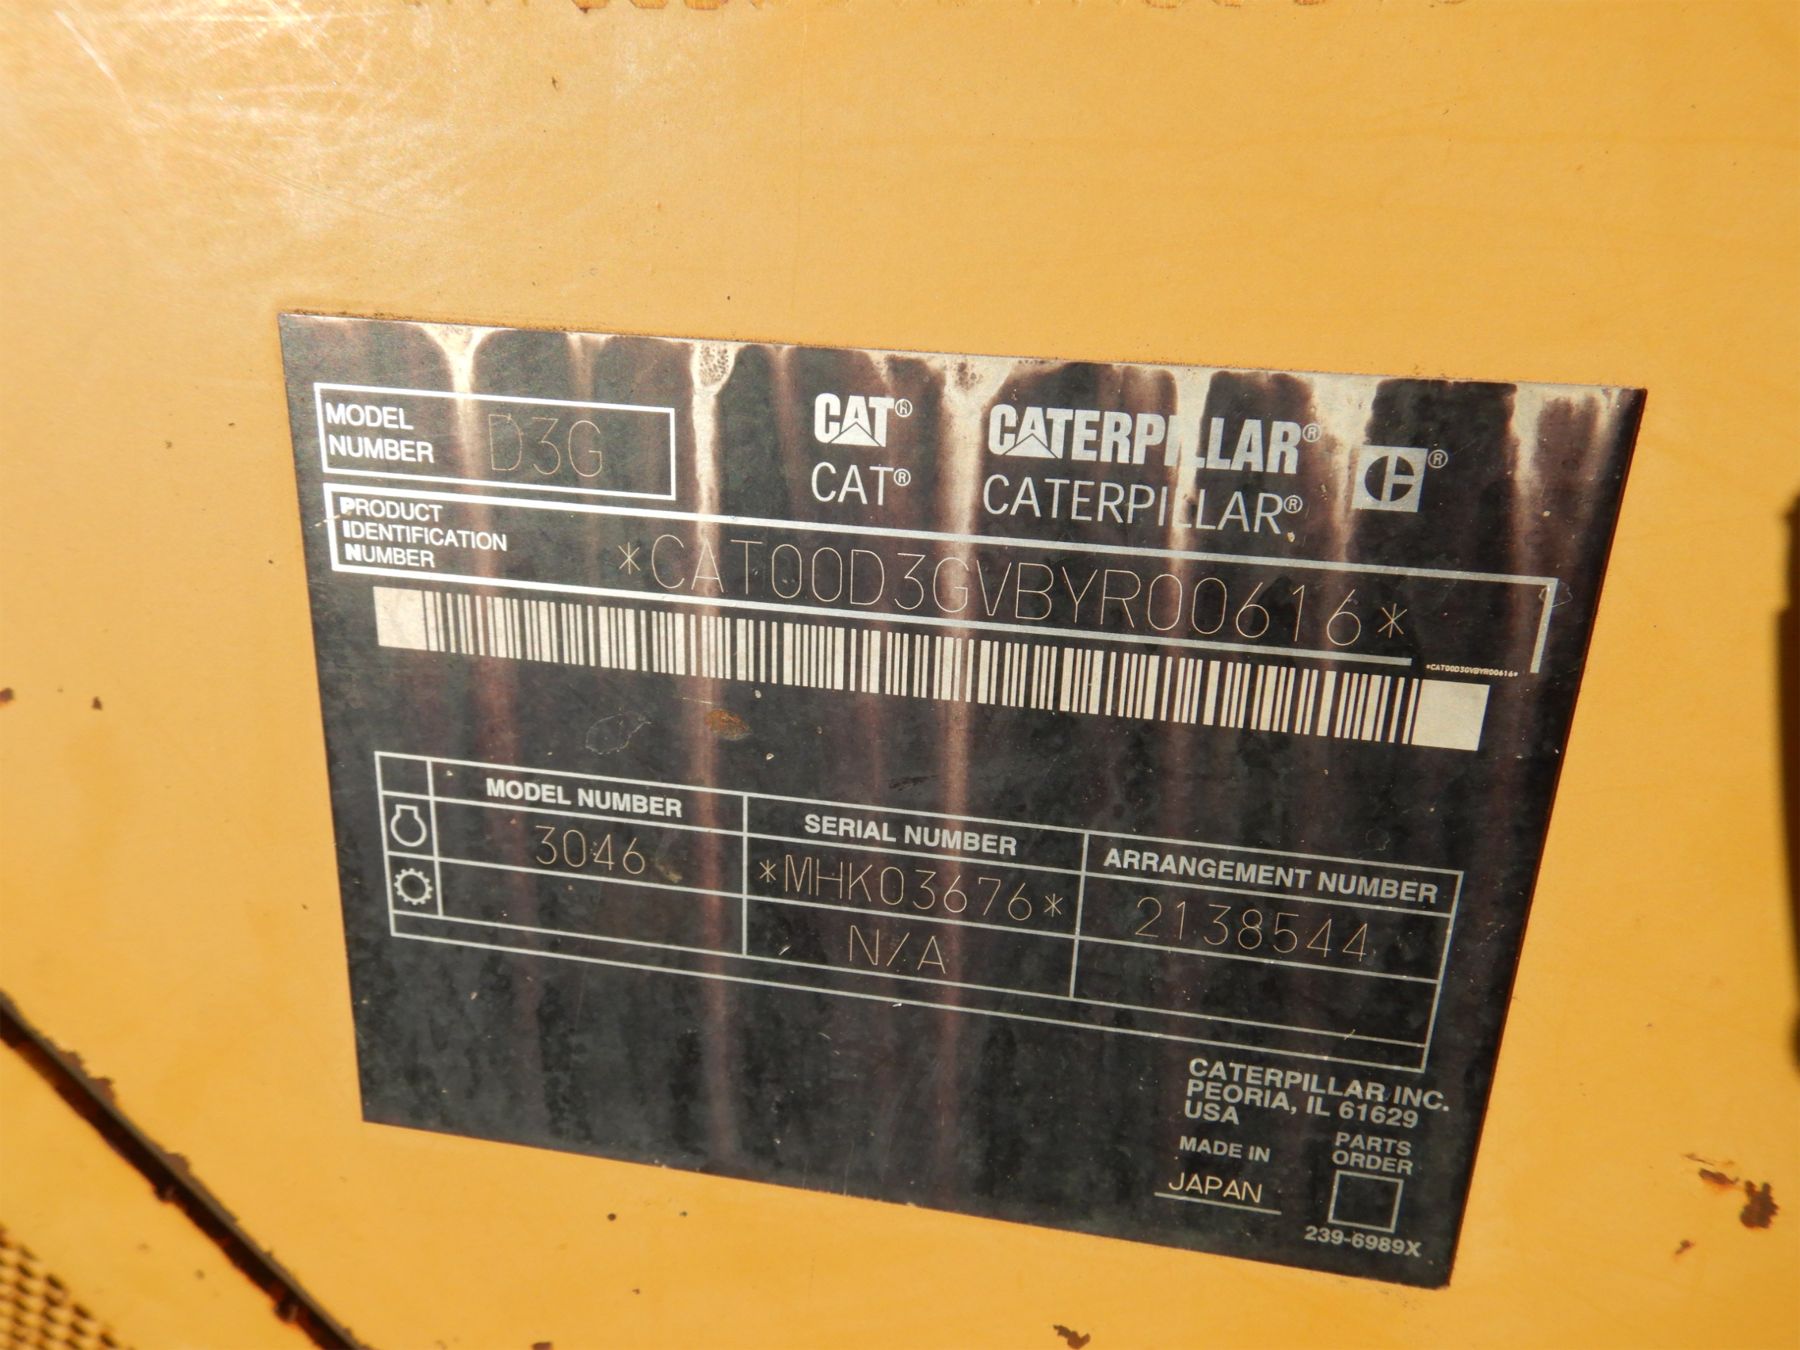 MODEL
NUMBER
D3G
CAT®
CATERPILLAR®
®
CAT®
CATERPILLAR®
PRODUCT
IDENTIFICATION
NUMBER
*CAT00D3GVBYR00616*
*CAT00D3GVBYR00616*
MODEL NUMBER
SERIAL NUMBER
ARRANGEMENT NUMBER
3046
*MHK03676*
2138544
N/A
CATERPILLAR INC.
PEORIA, IL 61629
USA
MADE IN
JAPAN
PARTS
ORDER
239-6989X